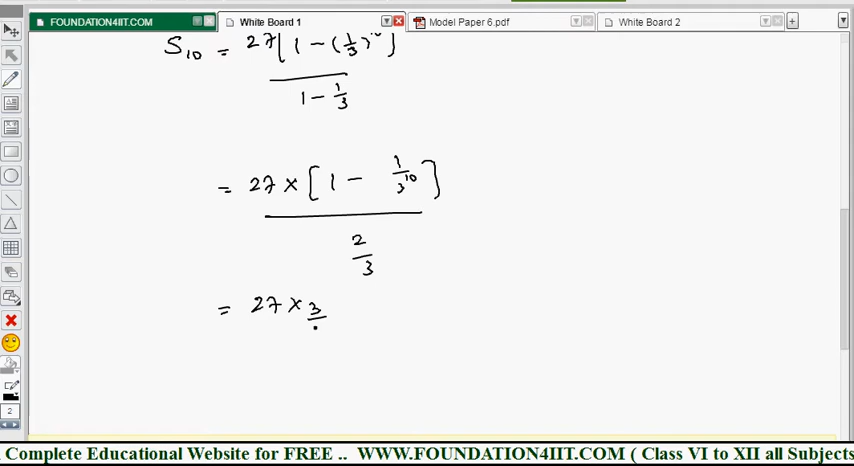 FOUNDATION4IIT.COM White Board 1 Model Paper 6.pdf White Board 2
S₁₀ = 27[1 - (1/3)¹⁰]
1 - 1/3
= 27 × [1 - 1/3¹⁰]
2/3
= 27 × 3
2
Complete Educational Website for FREE .. WWW.FOUNDATION4IIT.COM ( Class VI to XII all Subjects